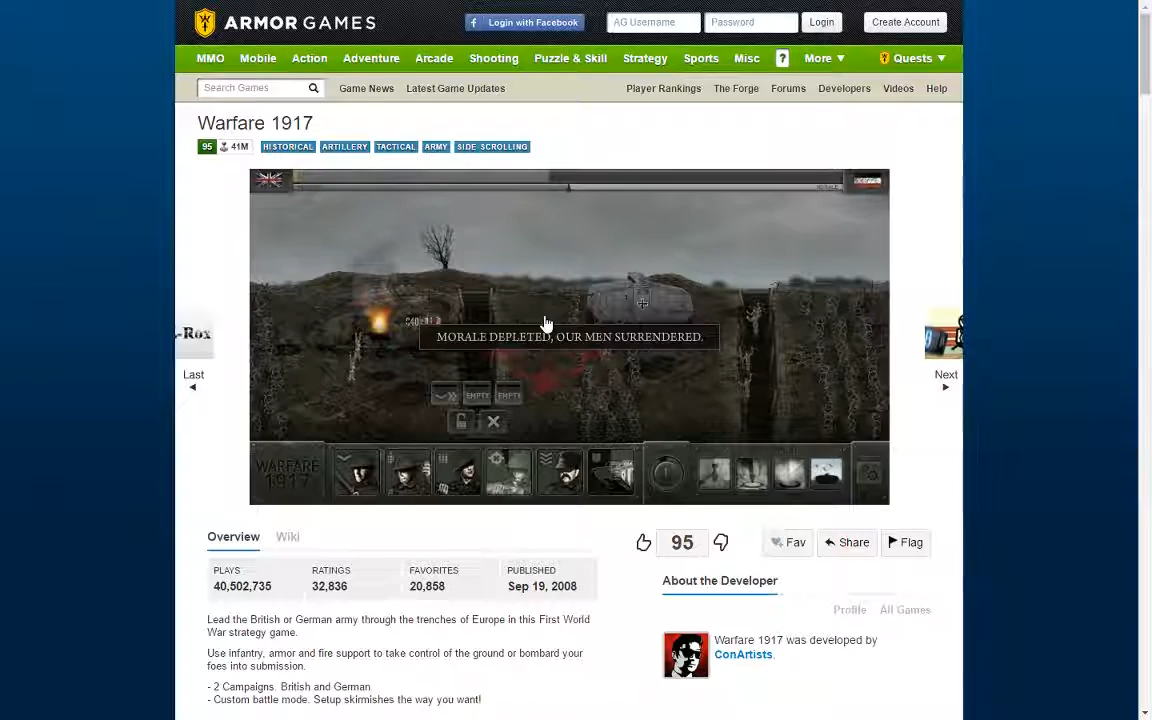 ARMOR GAMES
Login with Facebook
AG Username
Password
Login
Create Account
MMO Mobile Action Adventure Arcade Shooting Puzzle & Skill Strategy Sports Misc ? More Quests
Search Games
Game News Latest Game Updates Player Rankings The Forge Forums Developers Videos Help
Warfare 1917
95 41M HISTORICAL ARTILLERY TACTICAL ARMY SIDE SCROLLING
MORALE
MORALE DEPLETED, OUR MEN SURRENDERED.
-Rox
Last
Next
EMPTY EMPTY
WARFARE
1917
Overview Wiki
95
Fav Share Flag
PLAYS RATINGS FAVORITES PUBLISHED
40,502,735 32,836 20,858 Sep 19, 2008
About the Developer
Profile All Games
Lead the British or German army through the trenches of Europe in this First World
War strategy game.
Use infantry, armor and fire support to take control of the ground or bombard your
foes into submission.
- 2 Campaigns. British and German
- Custom battle mode. Setup skirmishes the way you want!
Warfare 1917 was developed by
ConArtists.